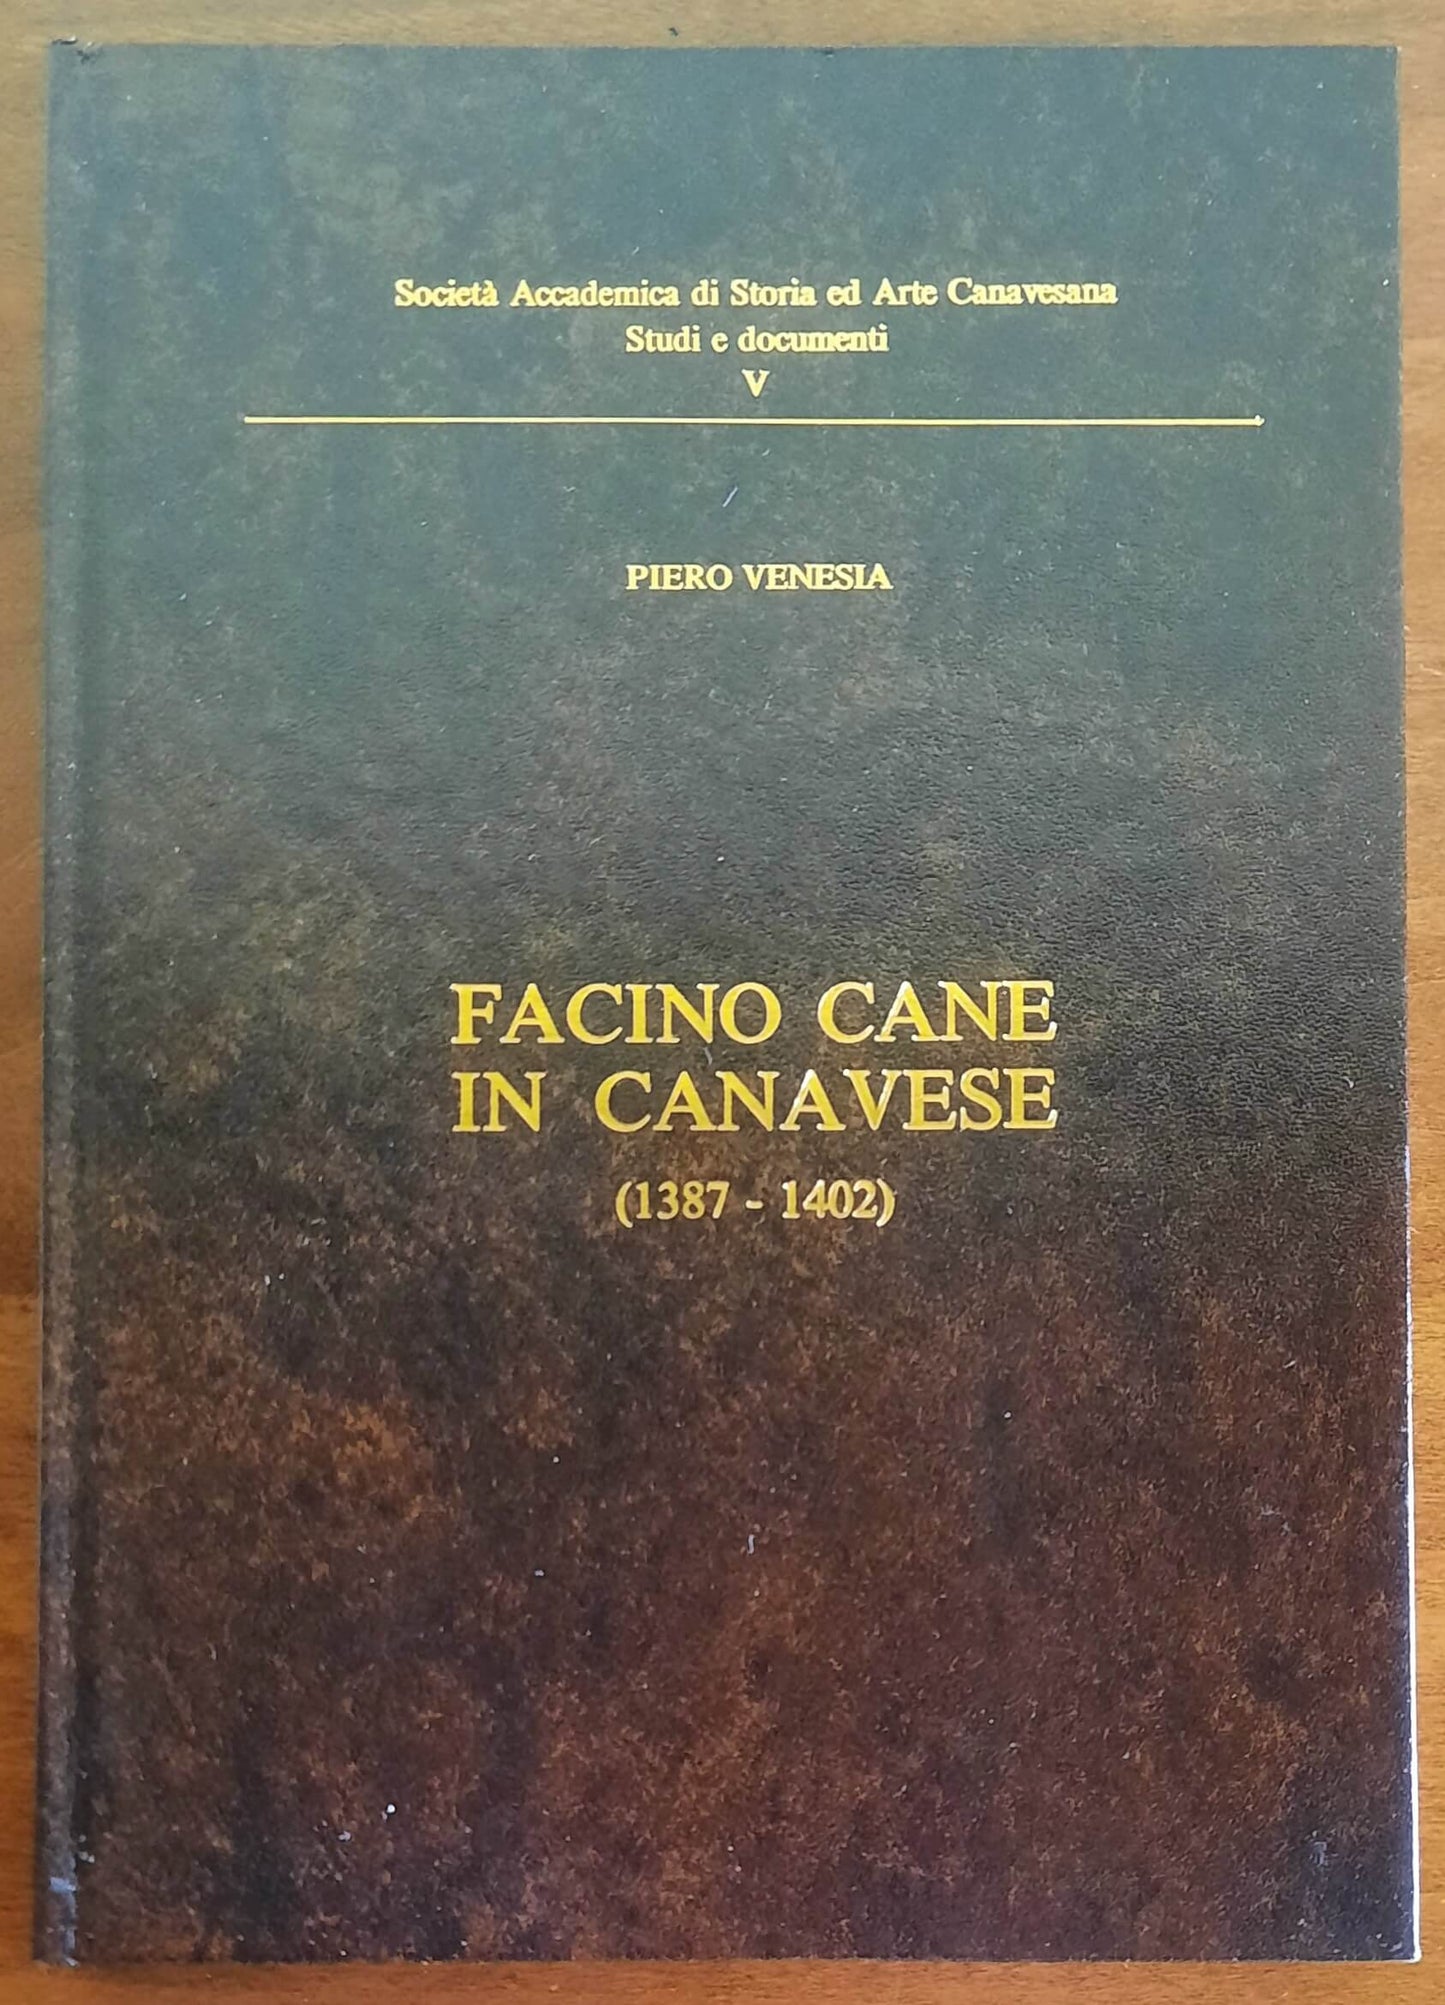 Società Accademica di Storia ed Arte Canavesana
Studi e documenti
V
PIERO VENESIA
FACINO CANE
IN CANAVESE
(1387 - 1402)